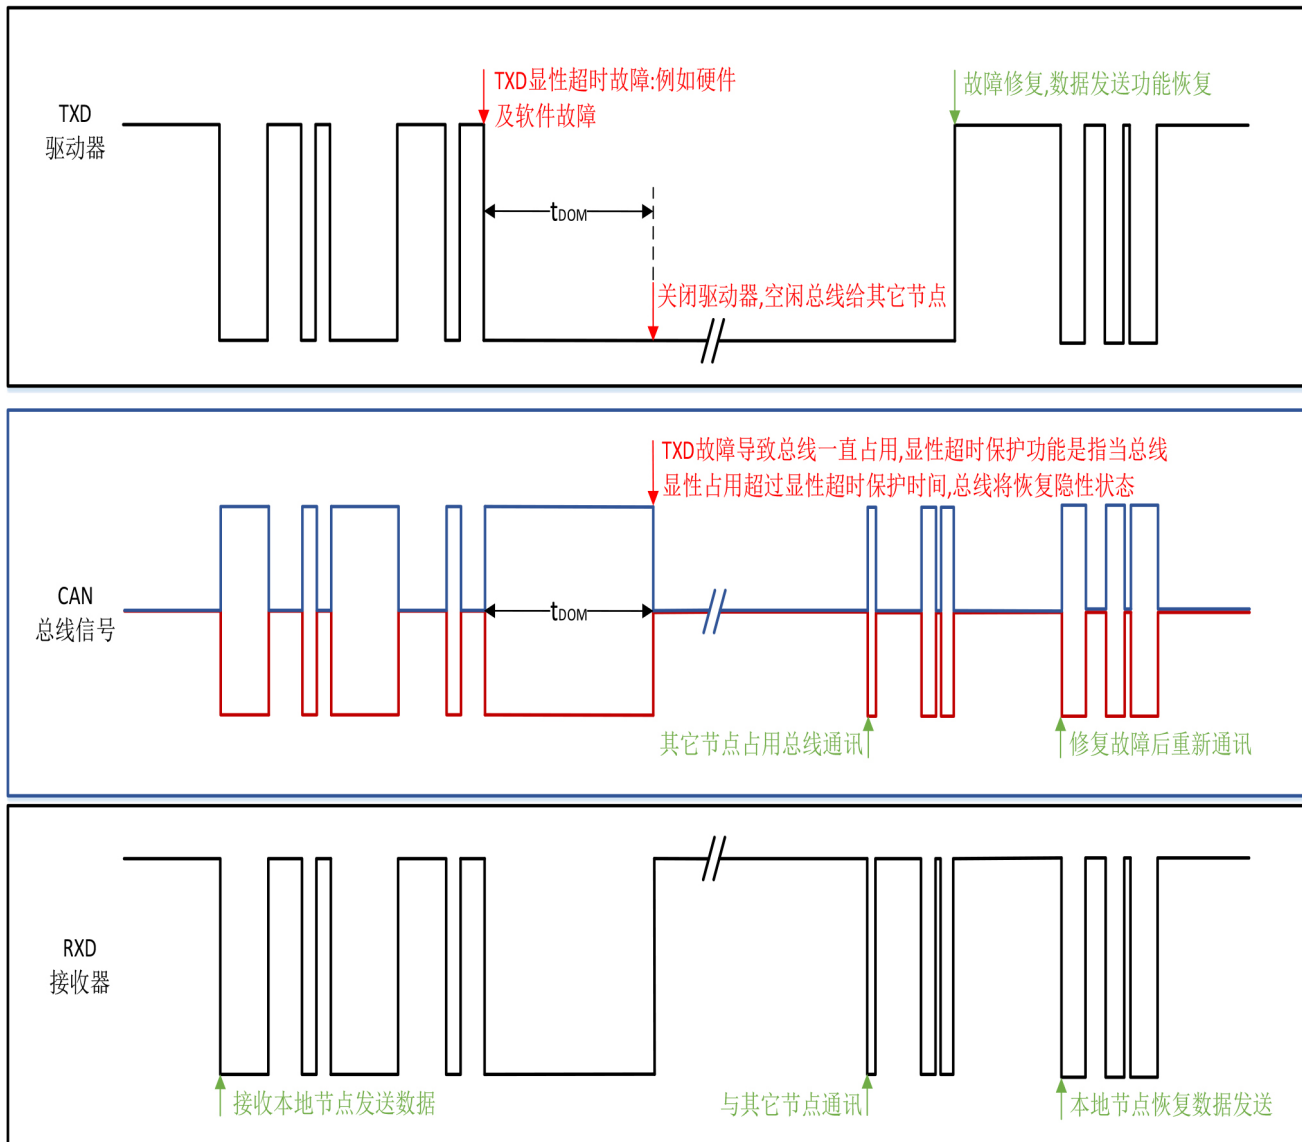 TXD显性超时故障:例如硬件
及软件故障
故障修复,数据发送功能恢复
TXD
驱动器
tDOM
关闭驱动器,空闲总线给其它节点
TXD故障导致总线一直占用,显性超时保护功能是指当总线
显性占用超过显性超时保护时间,总线将恢复隐性状态
CAN
总线信号
tDOM
其它节点占用总线通讯
修复故障后重新通讯
RXD
接收器
接收本地节点发送数据
与其它节点通讯
本地节点恢复数据发送